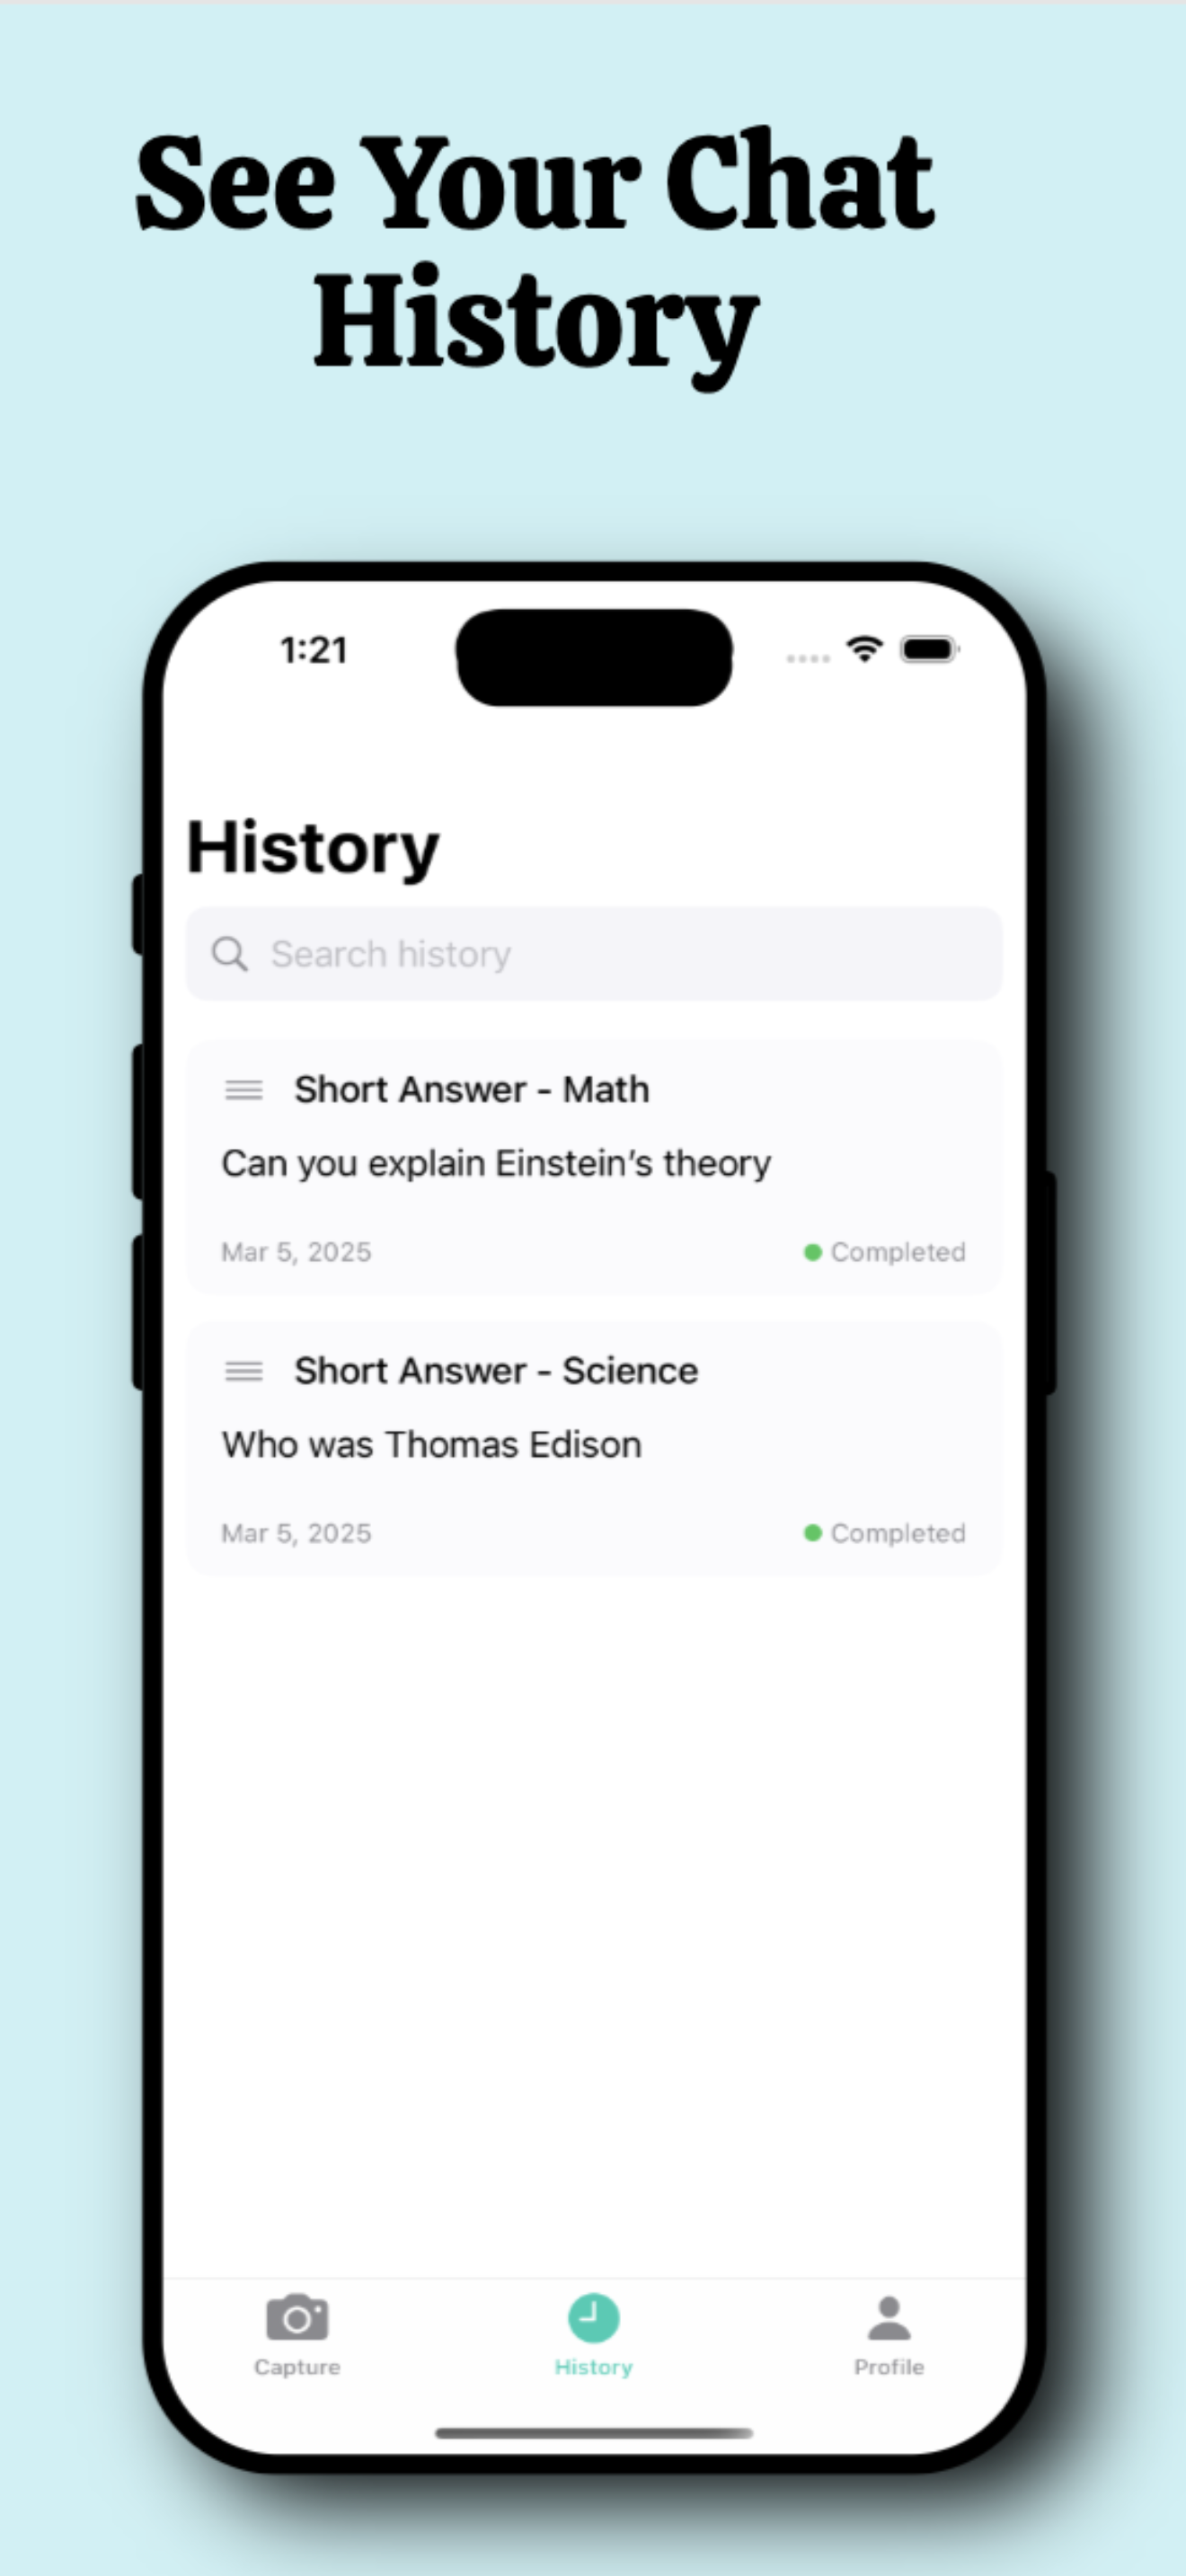 See Your Chat
History
1:21
History
Search history
Short Answer - Math
Can you explain Einstein’s theory
Mar 5, 2025
Completed
Short Answer - Science
Who was Thomas Edison
Mar 5, 2025
Completed
Capture
History
Profile